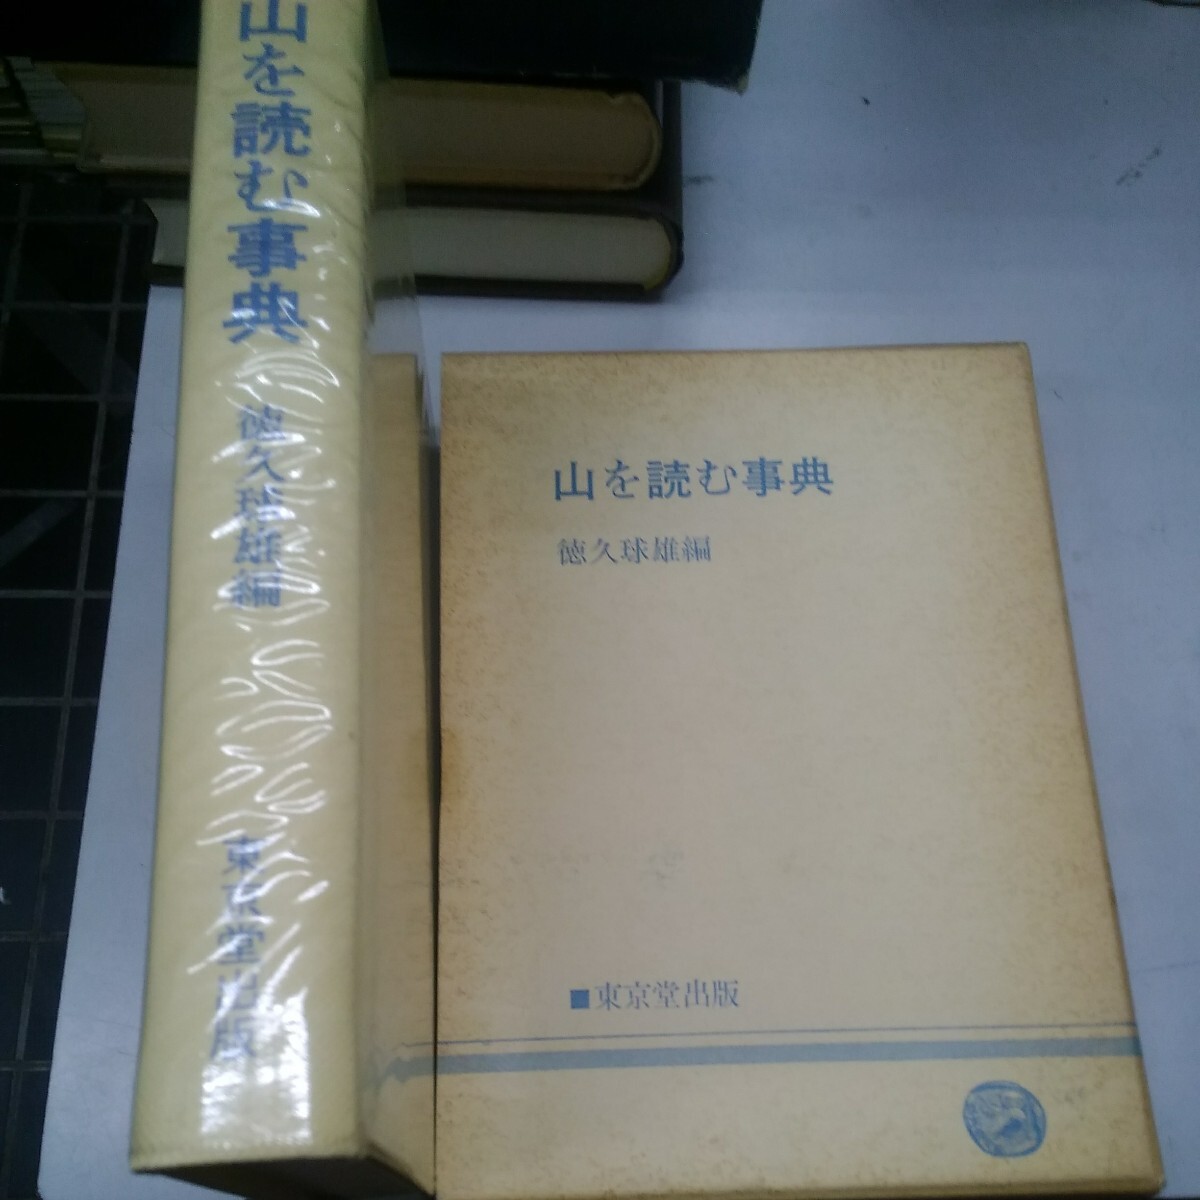 山を読む事典
徳久球雄編
東京堂出版
山を読む事典
徳久球雄編
■東京堂出版